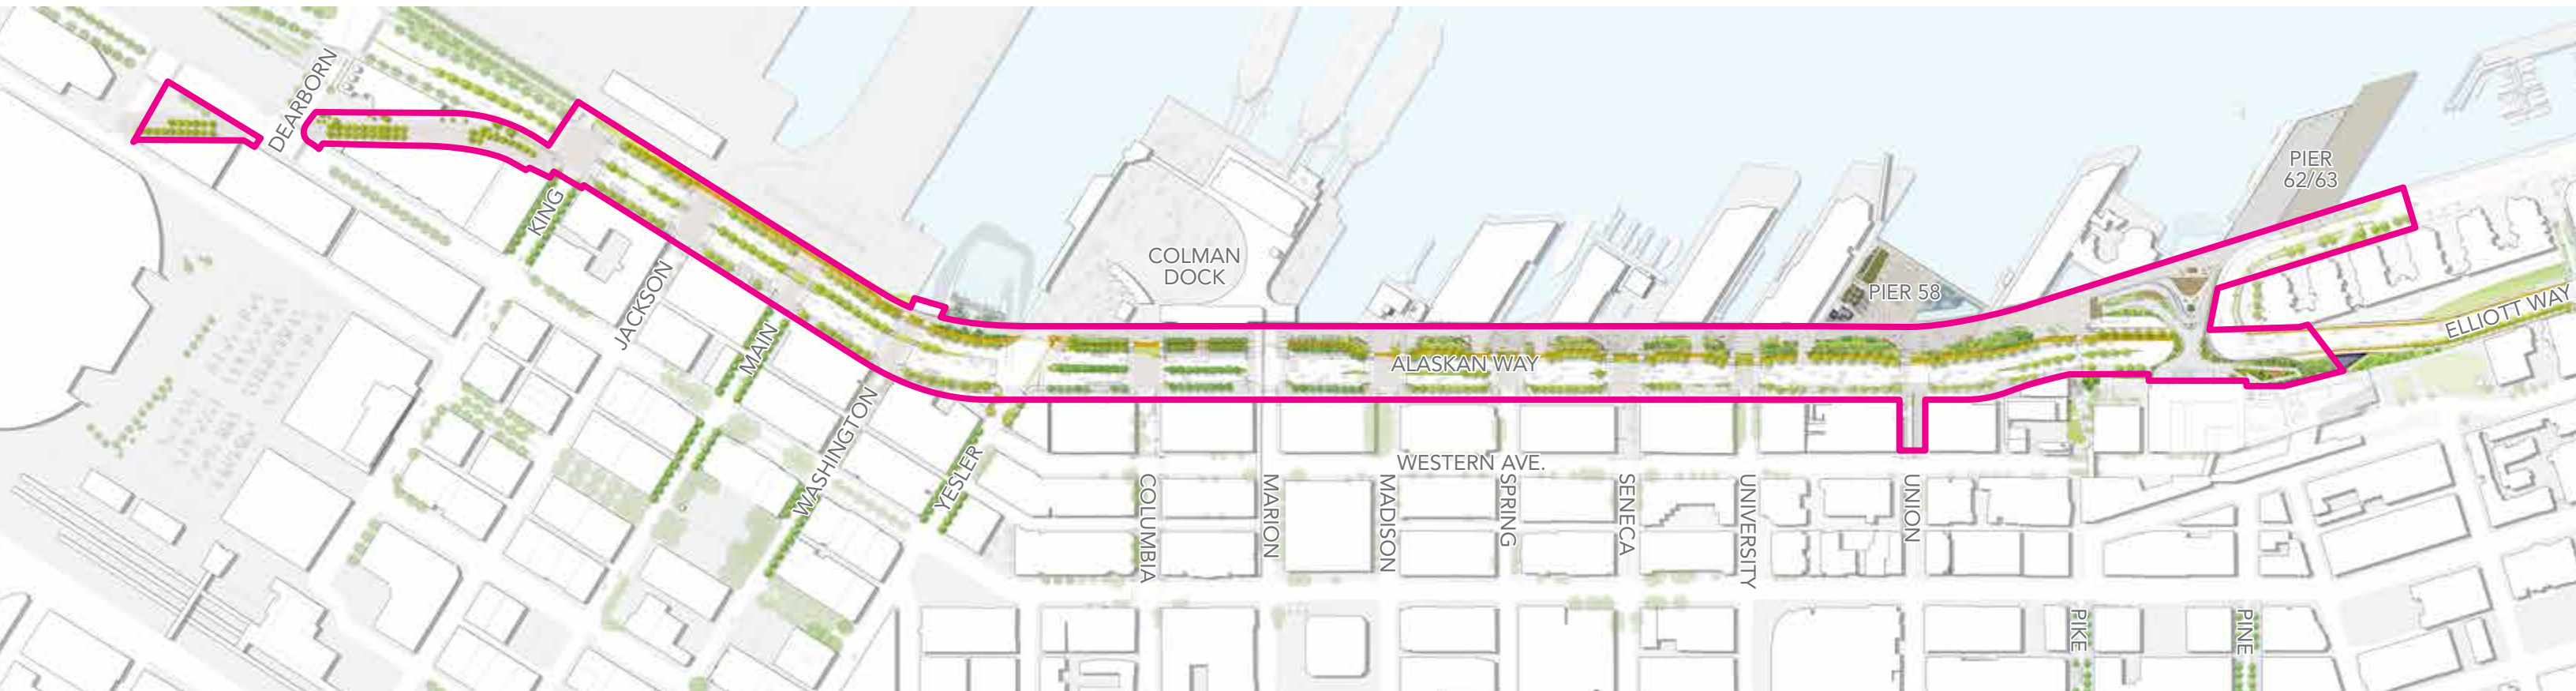 DEARBORN
KING
JACKSON
MAIN
WASHINGTON
YESLER
COLMAN
DOCK
ALASKAN WAY
PIER 58
PIER
62/63
ELLIOTT WAY
WESTERN AVE.
COLUMBIA
MARION
MADISON
SPRING
SENECA
UNIVERSITY
UNION
PIKE
PINE